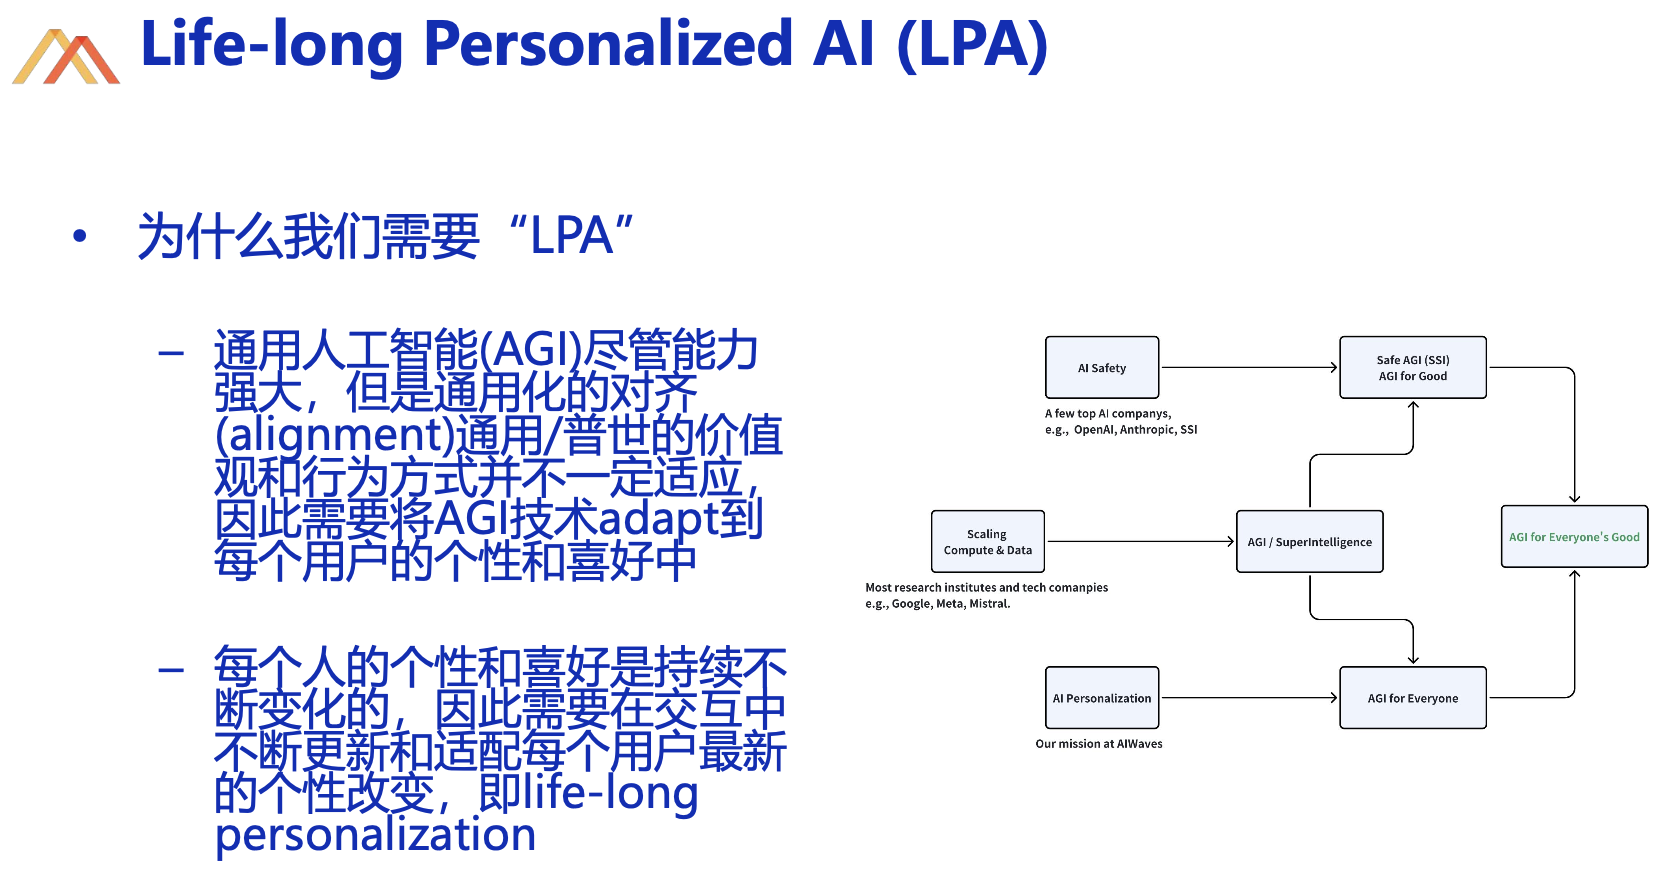 Life-long Personalized AI (LPA)
• 为什么我们需要“LPA”
– 通用人工智能(AGI)尽管能力
强大，但是通用化的对齐
(alignment)通用/普世的价值
观和行为方式并不一定适应，
因此需要将AGI技术adapt到
每个用户的个性和喜好中
– 每个人的个性和喜好是持续不
断变化的，因此需要在交互中
不断更新和适配每个用户最新
的个性改变，即life-long
personalization
AI Safety
A few top AI companys,
e.g., OpenAI, Anthropic, SSI
Safe AGI (SSI)
AGI for Good
Scaling
Compute & Data
Most research institutes and tech comanpies
e.g., Google, Meta, Mistral.
AGI / SuperIntelligence
AGI for Everyone's Good
AI Personalization
Our mission at AIWaves
AGI for Everyone